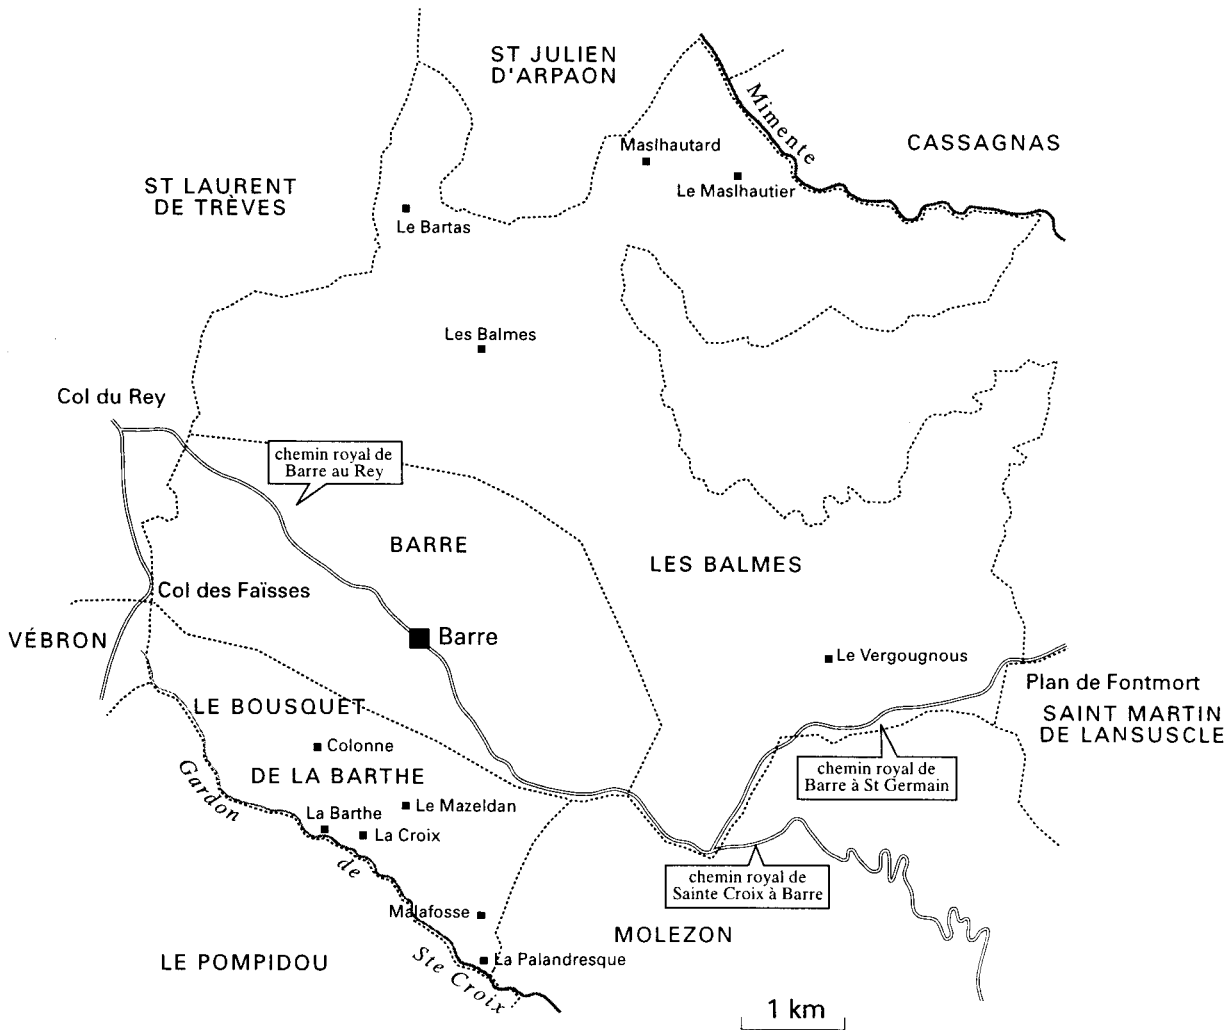 ST JULIEN
D'ARPAON
Mimente
CASSAGNAS
Maslhautard
Le Maslhautier
ST LAURENT
DE TRÈVES
Le Bartas
Les Balmes
Col du Rey
chemin royal de
Barre au Rey
BARRE
LES BALMES
Col des Faïsses
VÉBRON
Barre
Le Vergougnous
Plan de Fontmort
SAINT MARTIN
DE LANSUSCLE
LE BOUSQUET
Colonne
DE LA BARTHE
chemin royal de
Barre à St Germain
Gardon
La Barthe
Le Mazeldan
La Croix
de
chemin royal de
Sainte Croix à Barre
Malafosse
MOLEZON
LE POMPIDOU
Ste Croix
La Palandresque
1 km